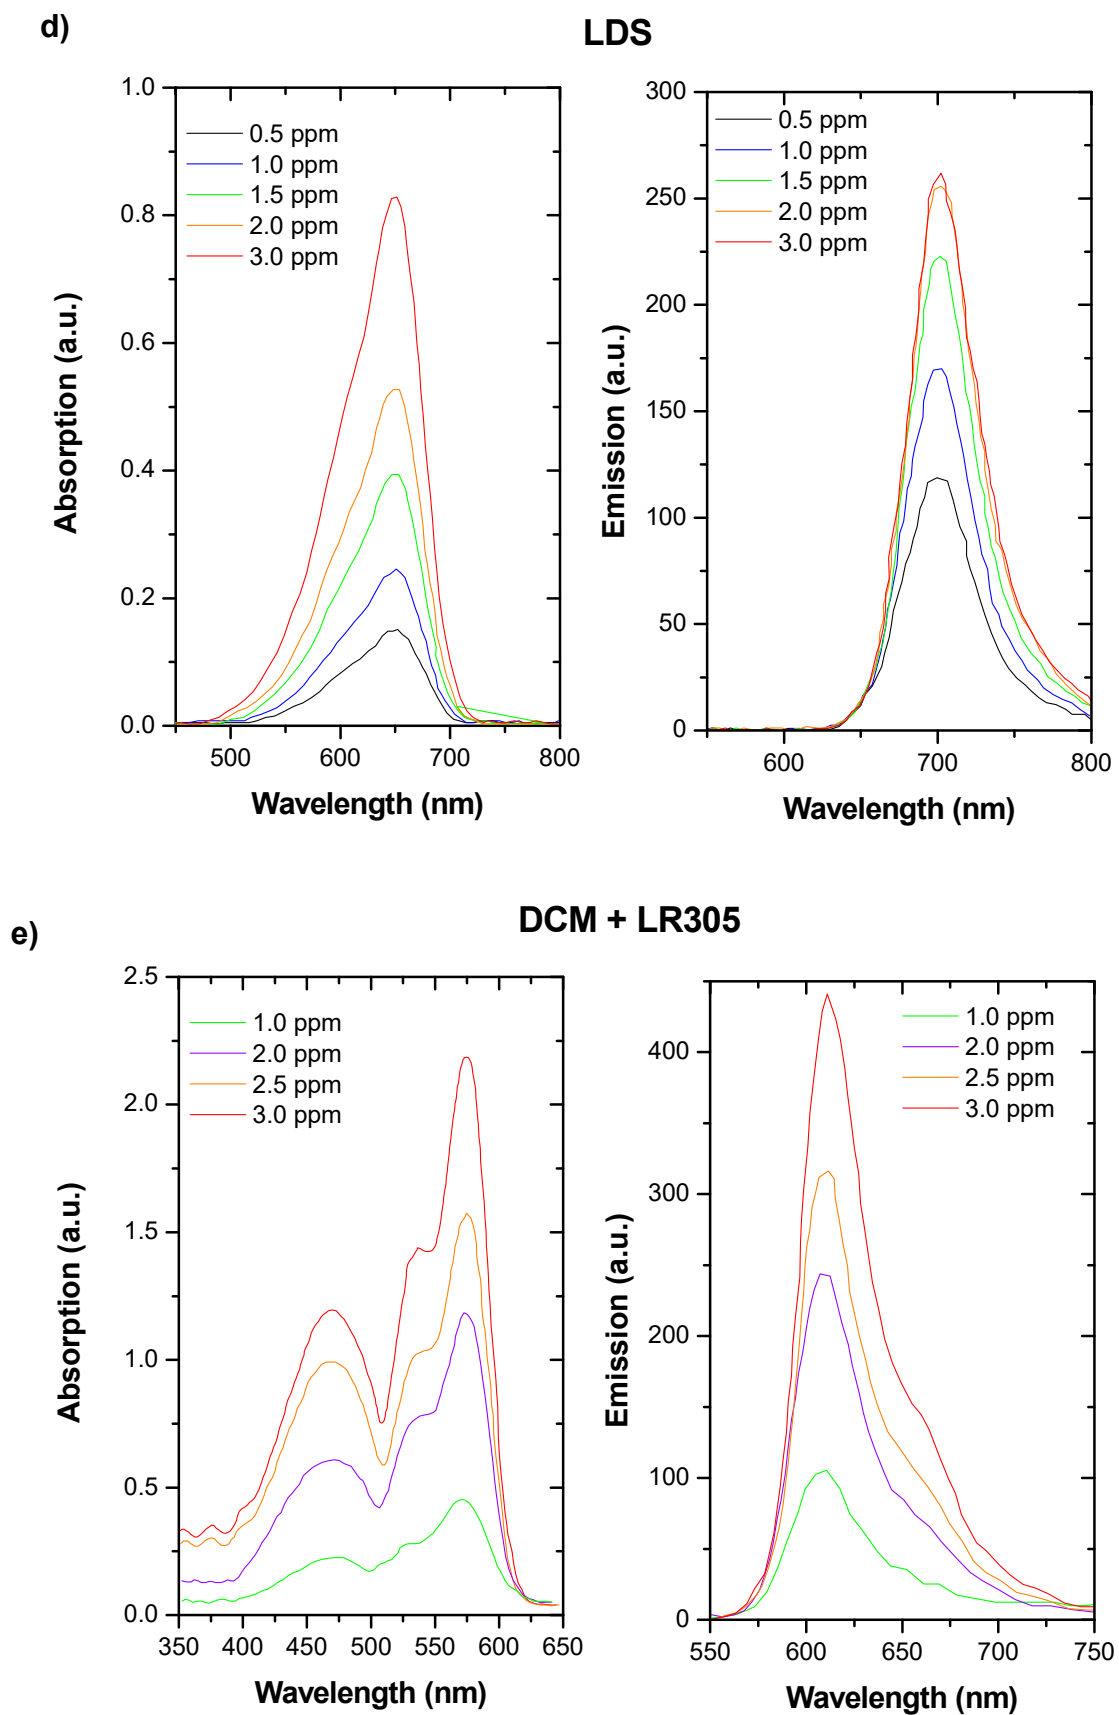 d)
LDS
1.0
0.8
0.6
0.4
0.2
0.0
0.5 ppm
1.0 ppm
1.5 ppm
2.0 ppm
3.0 ppm
500
600
700
800
Absorption (a.u.)
Wavelength (nm)
300
250
200
150
100
50
0
0.5 ppm
1.0 ppm
1.5 ppm
2.0 ppm
3.0 ppm
600
700
800
Emission (a.u.)
Wavelength (nm)
e)
DCM + LR305
2.5
2.0
1.5
1.0
0.5
0.0
1.0 ppm
2.0 ppm
2.5 ppm
3.0 ppm
350
400
450
500
550
600
650
Absorption (a.u.)
Wavelength (nm)
400
300
200
100
0
1.0 ppm
2.0 ppm
2.5 ppm
3.0 ppm
550
600
650
700
750
Emission (a.u.)
Wavelength (nm)